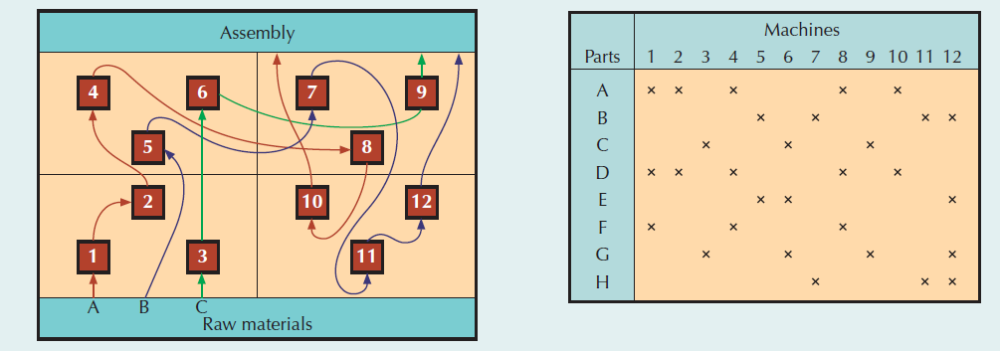 Assembly
4 6 7 9
5 8
2 10 12
1 3 11
A B C
Raw materials
Machines
Parts 1 2 3 4 5 6 7 8 9 10 11 12
A × × × × ×
B × × × ×
C × × ×
D × × × × ×
E × × ×
F × × ×
G × × × ×
H × × ×